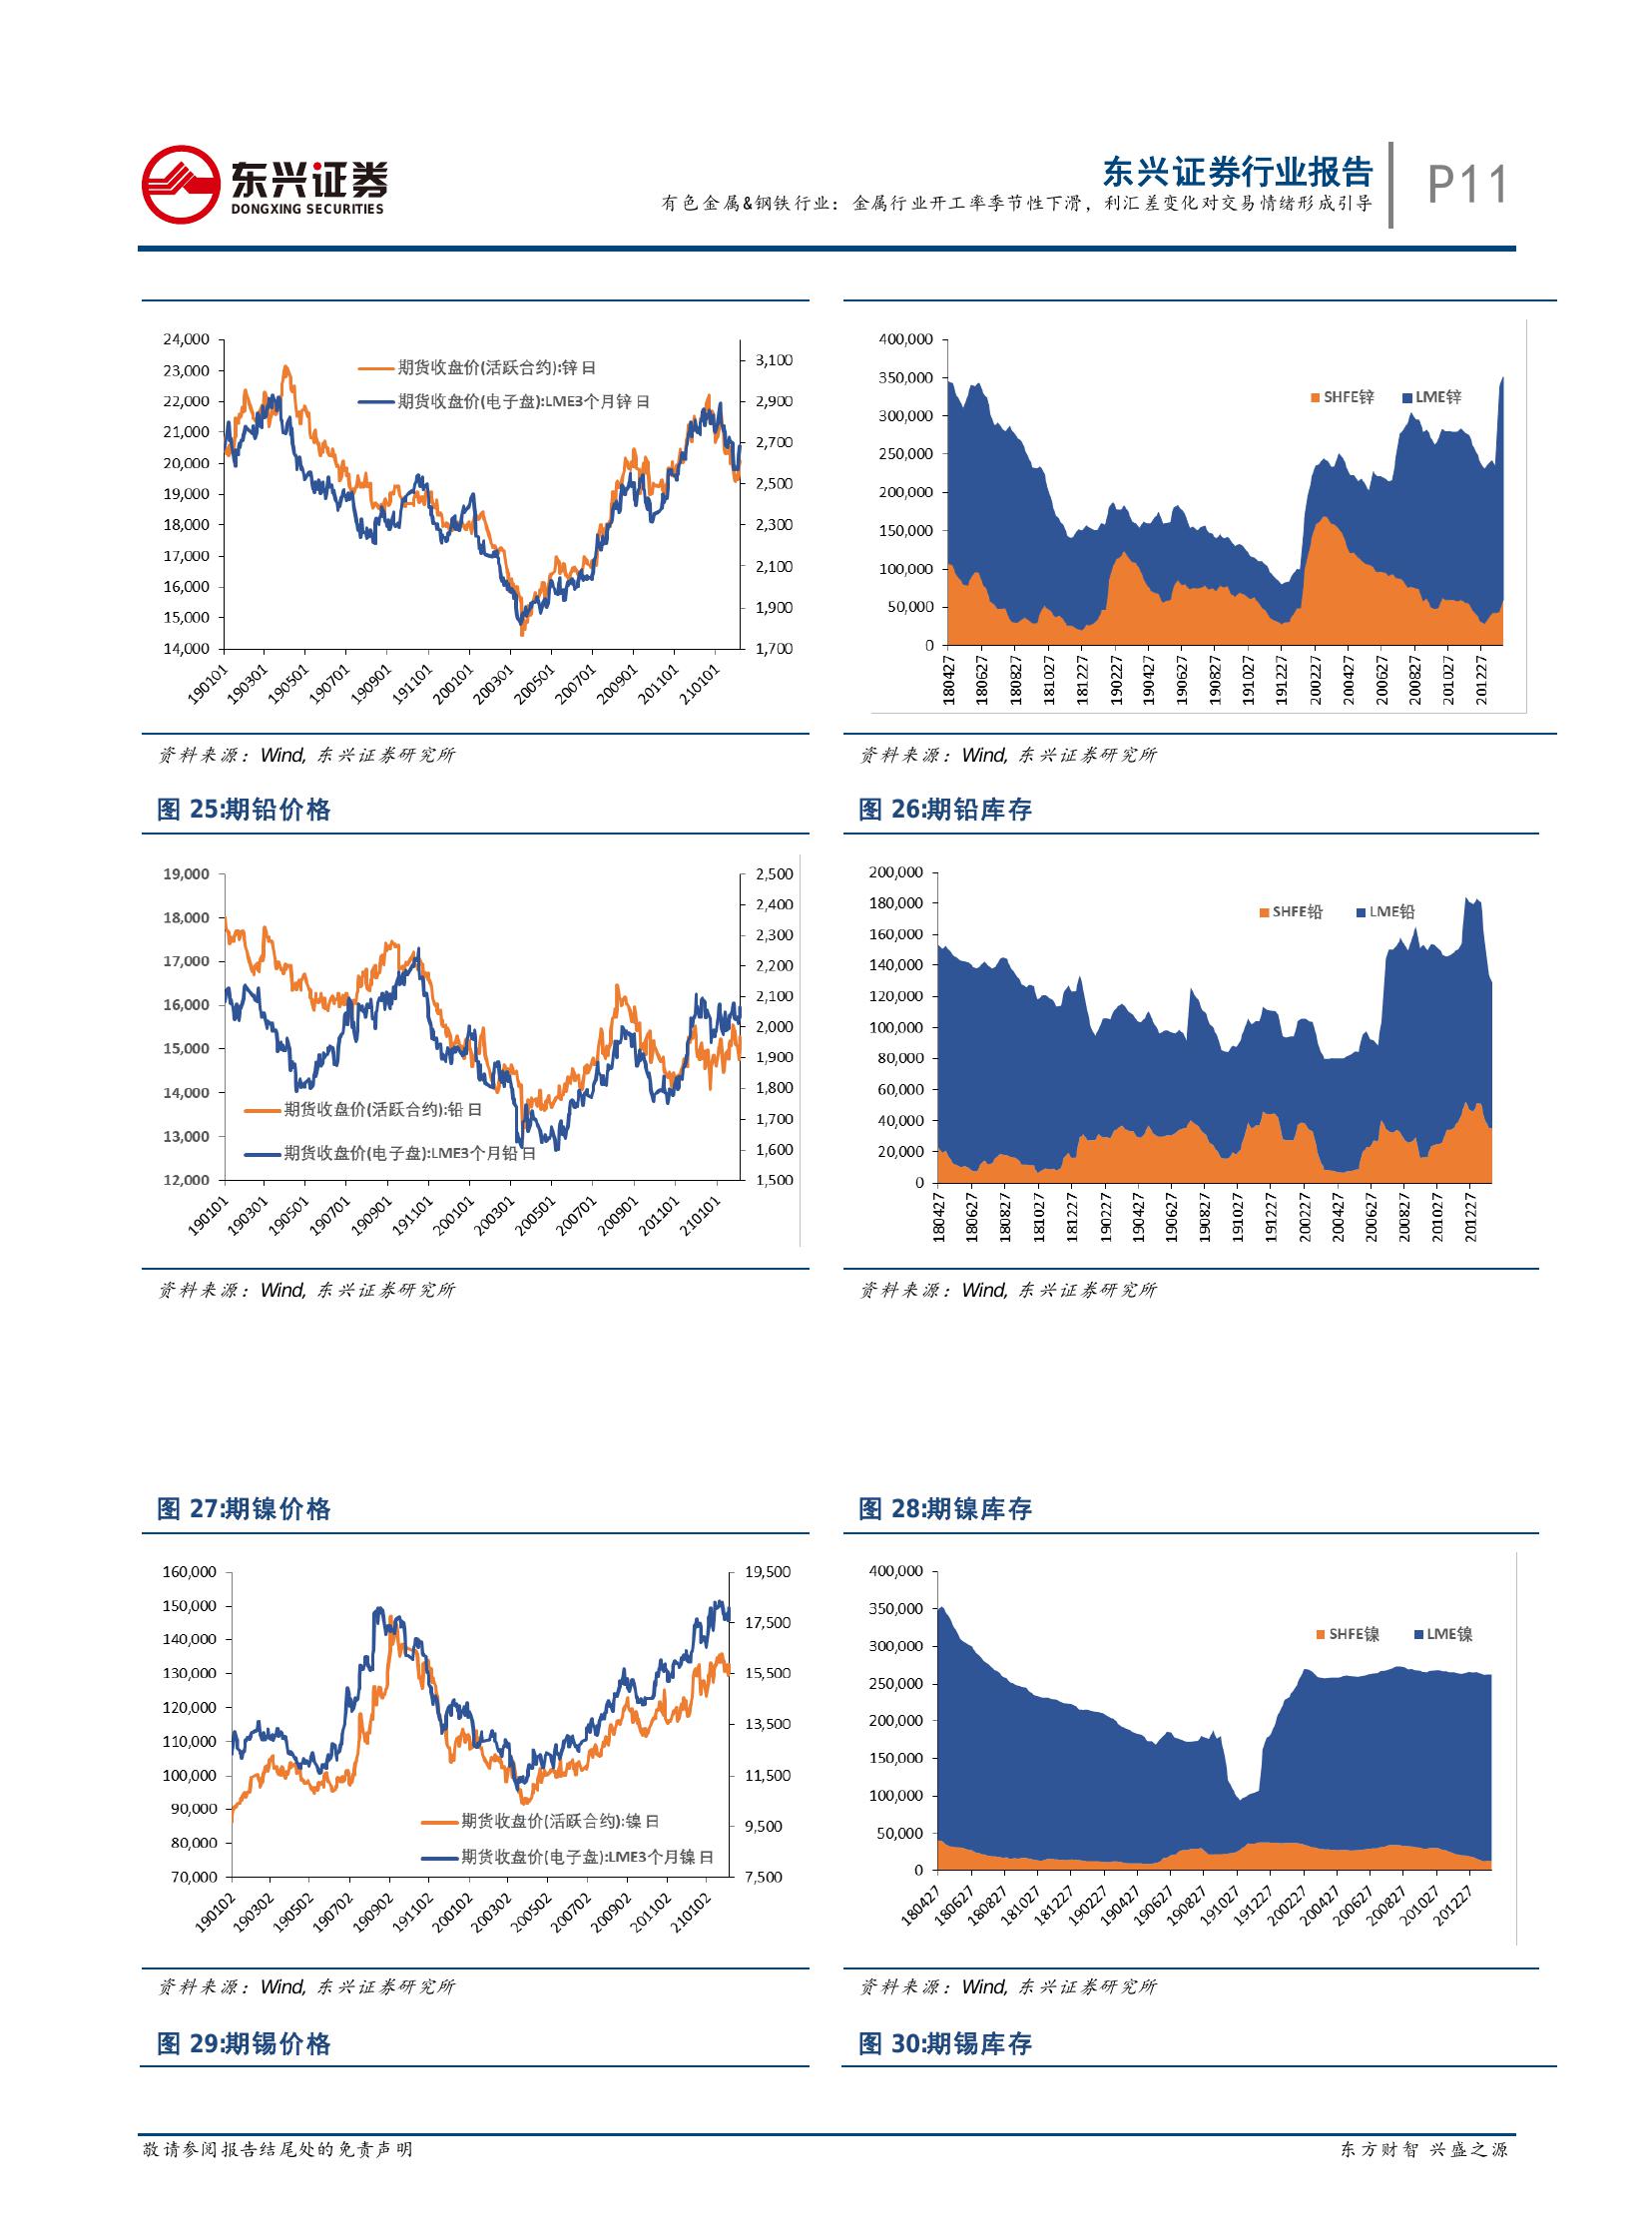 东兴证券
DONGXING SECURITIES
东兴证券行业报告
有色金属&钢铁行业：金属行业开工率季节性下滑，利汇差变化对交易情绪形成引导
P11
24,000
23,000
22,000
21,000
20,000
19,000
18,000
17,000
16,000
15,000
14,000
期货收盘价(活跃合约):锌 日
期货收盘价(电子盘):LME3个月锌 日
3,100
2,900
2,700
2,500
2,300
2,100
1,900
1,700
190101 190301 190501 190701 190901 191101 200101 200301 200501 200701 200901 201101 210101
400,000
350,000
300,000
250,000
200,000
150,000
100,000
50,000
0
SHFE锌 LME锌
180427 180627 180827 181027 181227 190227 190427 190627 190827 191027 191227 200227 200427 200627 200827 201027 201227
资料来源：Wind, 东兴证券研究所
资料来源：Wind, 东兴证券研究所
图 25:期铅价格
图 26:期铅库存
19,000
18,000
17,000
16,000
15,000
14,000
13,000
12,000
期货收盘价(活跃合约):铅 日
期货收盘价(电子盘):LME3个月铅 日
2,500
2,400
2,300
2,200
2,100
2,000
1,900
1,800
1,700
1,600
1,500
190101 190301 190501 190701 190901 191101 200101 200301 200501 200701 200901 201101 210101
200,000
180,000
160,000
140,000
120,000
100,000
80,000
60,000
40,000
20,000
0
SHFE铅 LME铅
180427 180627 180827 181027 181227 190227 190427 190627 190827 191027 191227 200227 200427 200627 200827 201027 201227
资料来源：Wind, 东兴证券研究所
资料来源：Wind, 东兴证券研究所
图 27:期镍价格
图 28:期镍库存
160,000
150,000
140,000
130,000
120,000
110,000
100,000
90,000
80,000
70,000
期货收盘价(活跃合约):镍 日
期货收盘价(电子盘):LME3个月镍 日
19,500
17,500
15,500
13,500
11,500
9,500
7,500
190102 190302 190502 190702 190902 191102 200102 200302 200502 200702 200902 201102 210102
400,000
350,000
300,000
250,000
200,000
150,000
100,000
50,000
0
SHFE镍 LME镍
180427 180627 180827 181027 181227 190227 190427 190627 190827 191027 191227 200227 200427 200627 200827 201027 201227
资料来源：Wind, 东兴证券研究所
资料来源：Wind, 东兴证券研究所
图 29:期锡价格
图 30:期锡库存
敬请参阅报告结尾处的免责声明
东方财智 兴盛之源